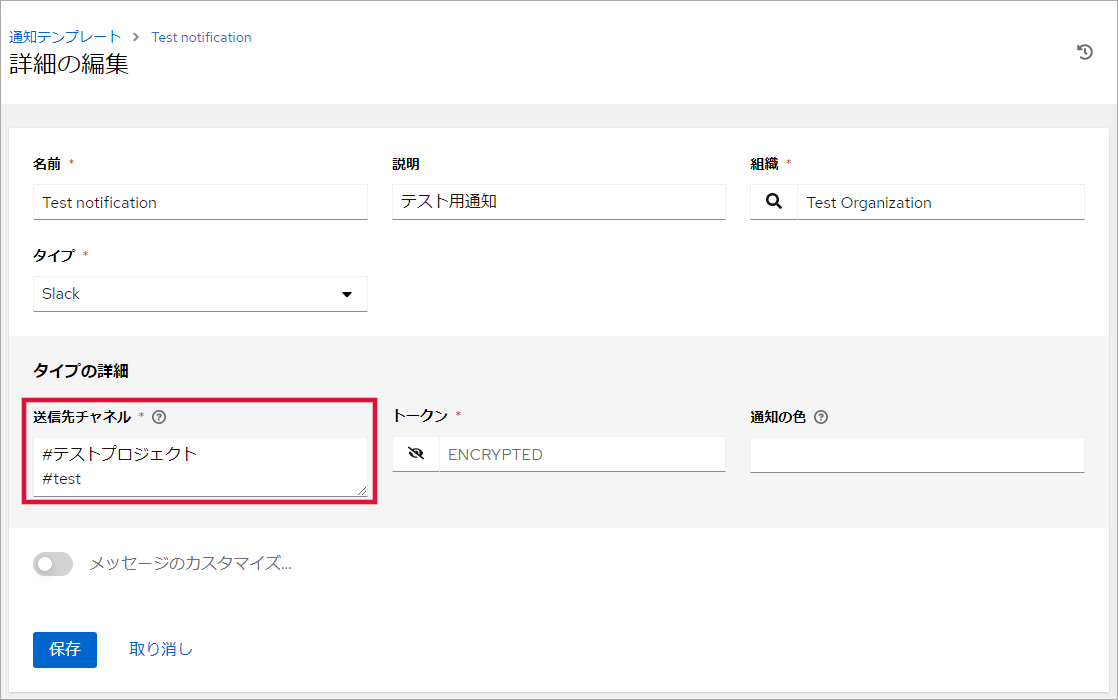 通知テンプレート > Test notification
詳細の編集
名前 *
説明
組織 *
Test notification
テスト用通知
Test Organization
タイプ *
Slack
タイプの詳細
送信先チャネル *
トークン *
通知の色
#テストプロジェクト
#test
ENCRYPTED
メッセージのカスタマイズ...
保存
取り消し